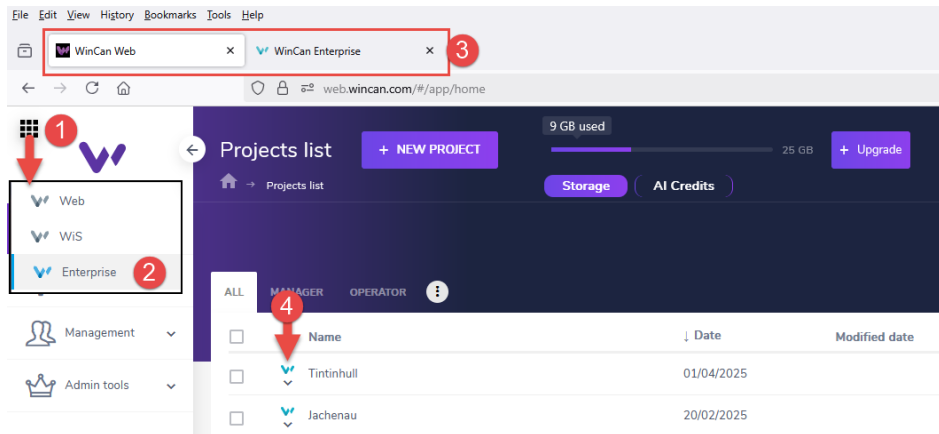 File Edit View History Bookmarks Tools Help
WinCan Web WinCan Enterprise 3
web.wincan.com/#/app/home
1
Projects list + NEW PROJECT
9 GB used
25 GB
+ Upgrade
Projects list
Storage AI Credits
Web
WiS
Enterprise 2
ALL MANAGER OPERATOR
4
Management
Admin tools
Name ↓ Date Modified date
Tintinhull 01/04/2025
Jachenau 20/02/2025